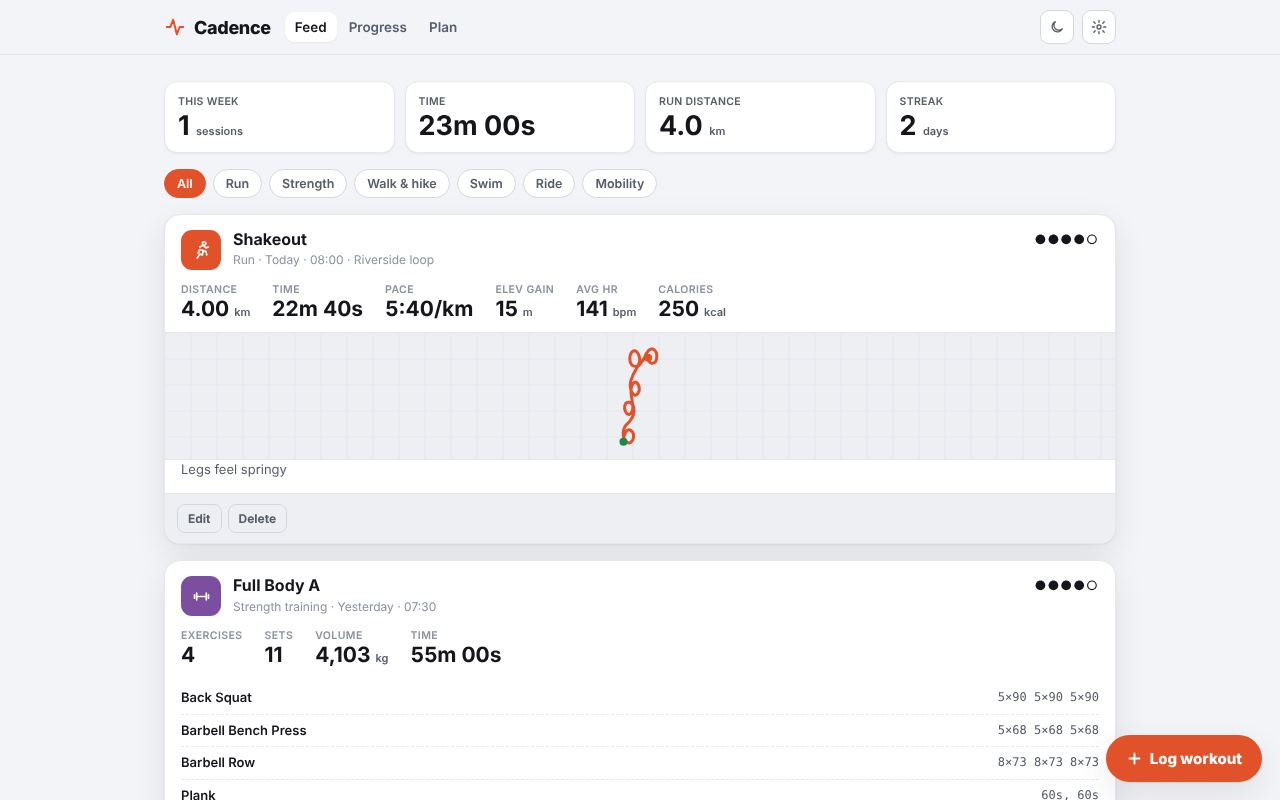 Cadence Feed Progress Plan
THIS WEEK TIME RUN DISTANCE STREAK
1 sessions 23m 00s 4.0 km 2 days
All Run Strength Walk & hike Swim Ride Mobility
Shakeout
Run · Today · 08:00 · Riverside loop
DISTANCE TIME PACE ELEV GAIN AVG HR CALORIES
4.00 km 22m 40s 5:40/km 15 m 141 bpm 250 kcal
Legs feel springy
Edit Delete
Full Body A
Strength training · Yesterday · 07:30
EXERCISES SETS VOLUME TIME
4 11 4,103 kg 55m 00s
Back Squat 5×90 5×90 5×90
Barbell Bench Press 5×68 5×68 5×68
Barbell Row 8×73 8×73 8×73
+ Log workout
Plank 60s, 60s